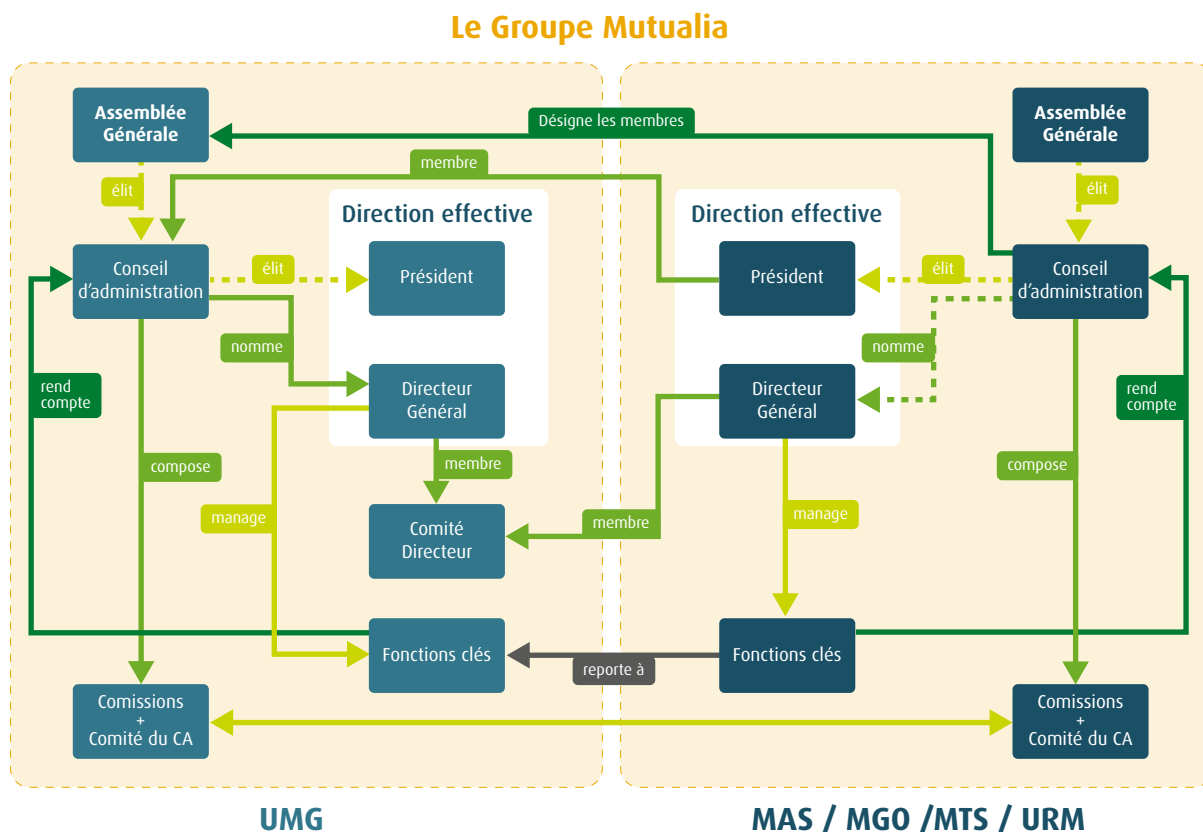 Le Groupe Mutualia
Assemblée
Générale
Désigne les membres
Assemblée
Générale
membre
élit
élit
Direction effective
Direction effective
Conseil
d'administration
élit
Président
Président
élit
Conseil
d'administration
nomme
nomme
rend
compte
Directeur
Général
Directeur
Général
rend
compte
compose
membre
compose
manage
membre
manage
Comité
Directeur
Fonctions clés
reporte à
Fonctions clés
Comissions
+
Comité du CA
Comissions
+
Comité du CA
UMG
MAS / MGO /MTS / URM